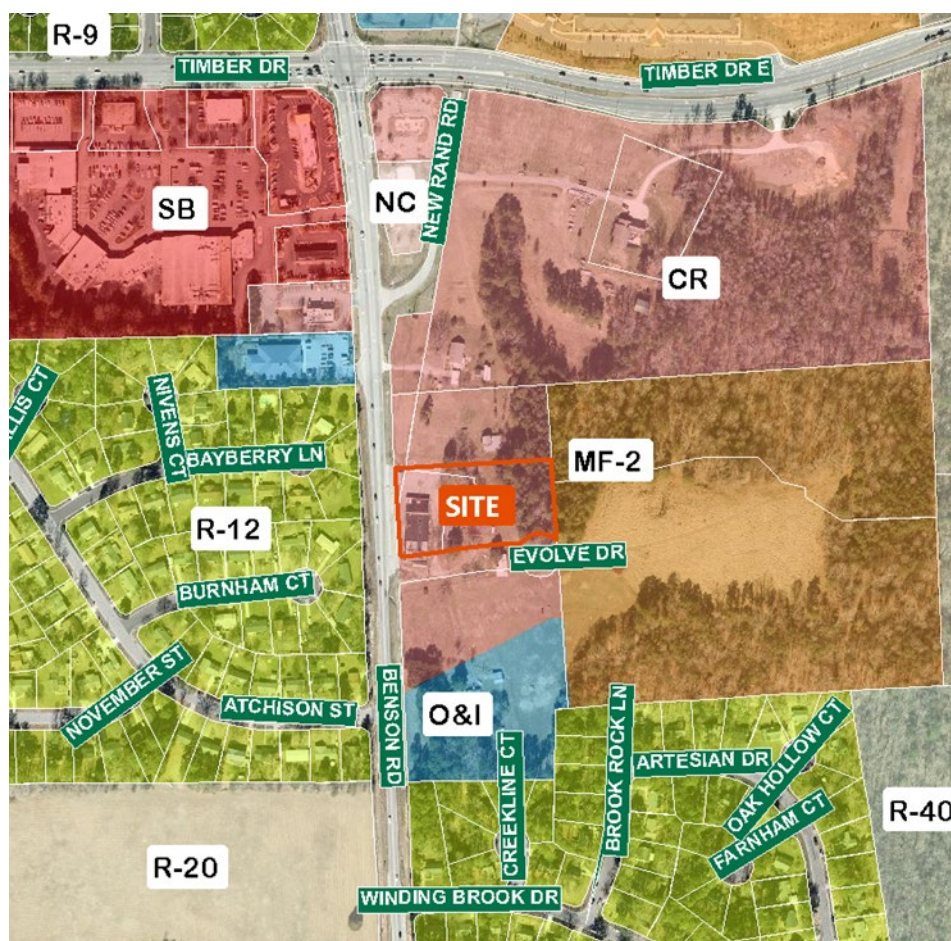 R-9
TIMBER DR
TIMBER DR E
NEW RAND RD
SB
NC
CR
NIVENS CT
BAYBERRY LN
MF-2
SITE
R-12
EVOLVE DR
BURNHAM CT
NOVEMBER ST
ATCHISON ST
BENSON RD
O&I
CREEKLINE CT
BROOK ROCK LN
ARTESIAN DR
OAK HOLLOW CT
FARNHAM CT
R-40
R-20
WINDING BROOK DR